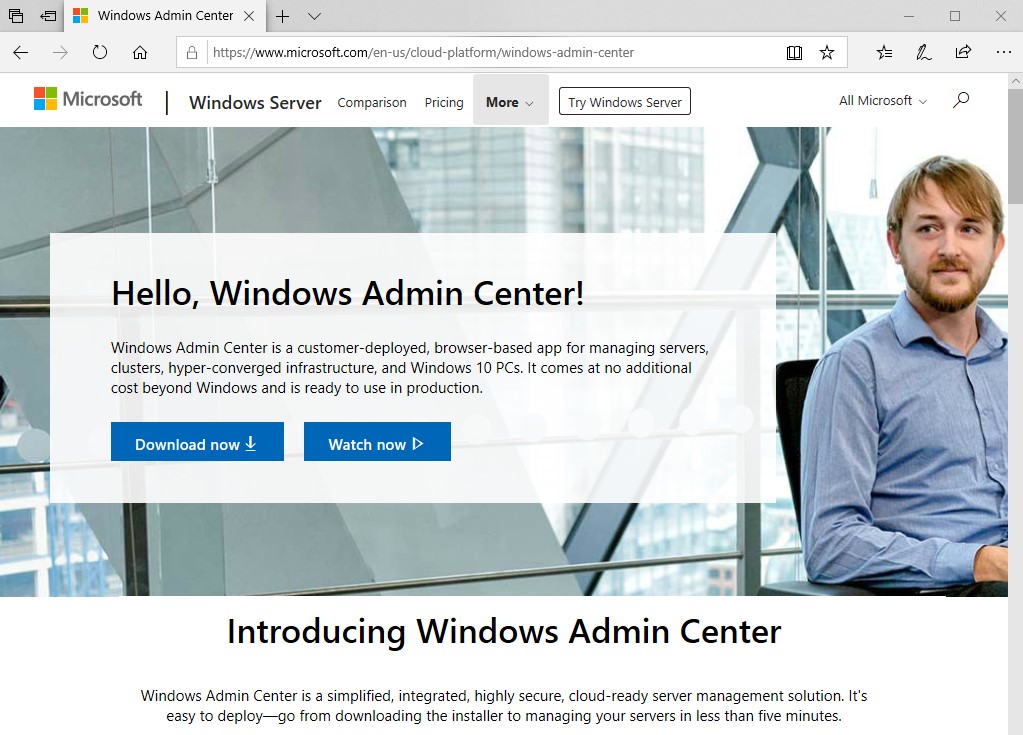 Windows Admin Center
https://www.microsoft.com/en-us/cloud-platform/windows-admin-center
Microsoft
Windows Server
Comparison
Pricing
More
Try Windows Server
All Microsoft
Hello, Windows Admin Center!
Windows Admin Center is a customer-deployed, browser-based app for managing servers,
clusters, hyper-converged infrastructure, and Windows 10 PCs. It comes at no additional
cost beyond Windows and is ready to use in production.
Download now
Watch now
Introducing Windows Admin Center
Windows Admin Center is a simplified, integrated, highly secure, cloud-ready server management solution. It's
easy to deploy—go from downloading the installer to managing your servers in less than five minutes.